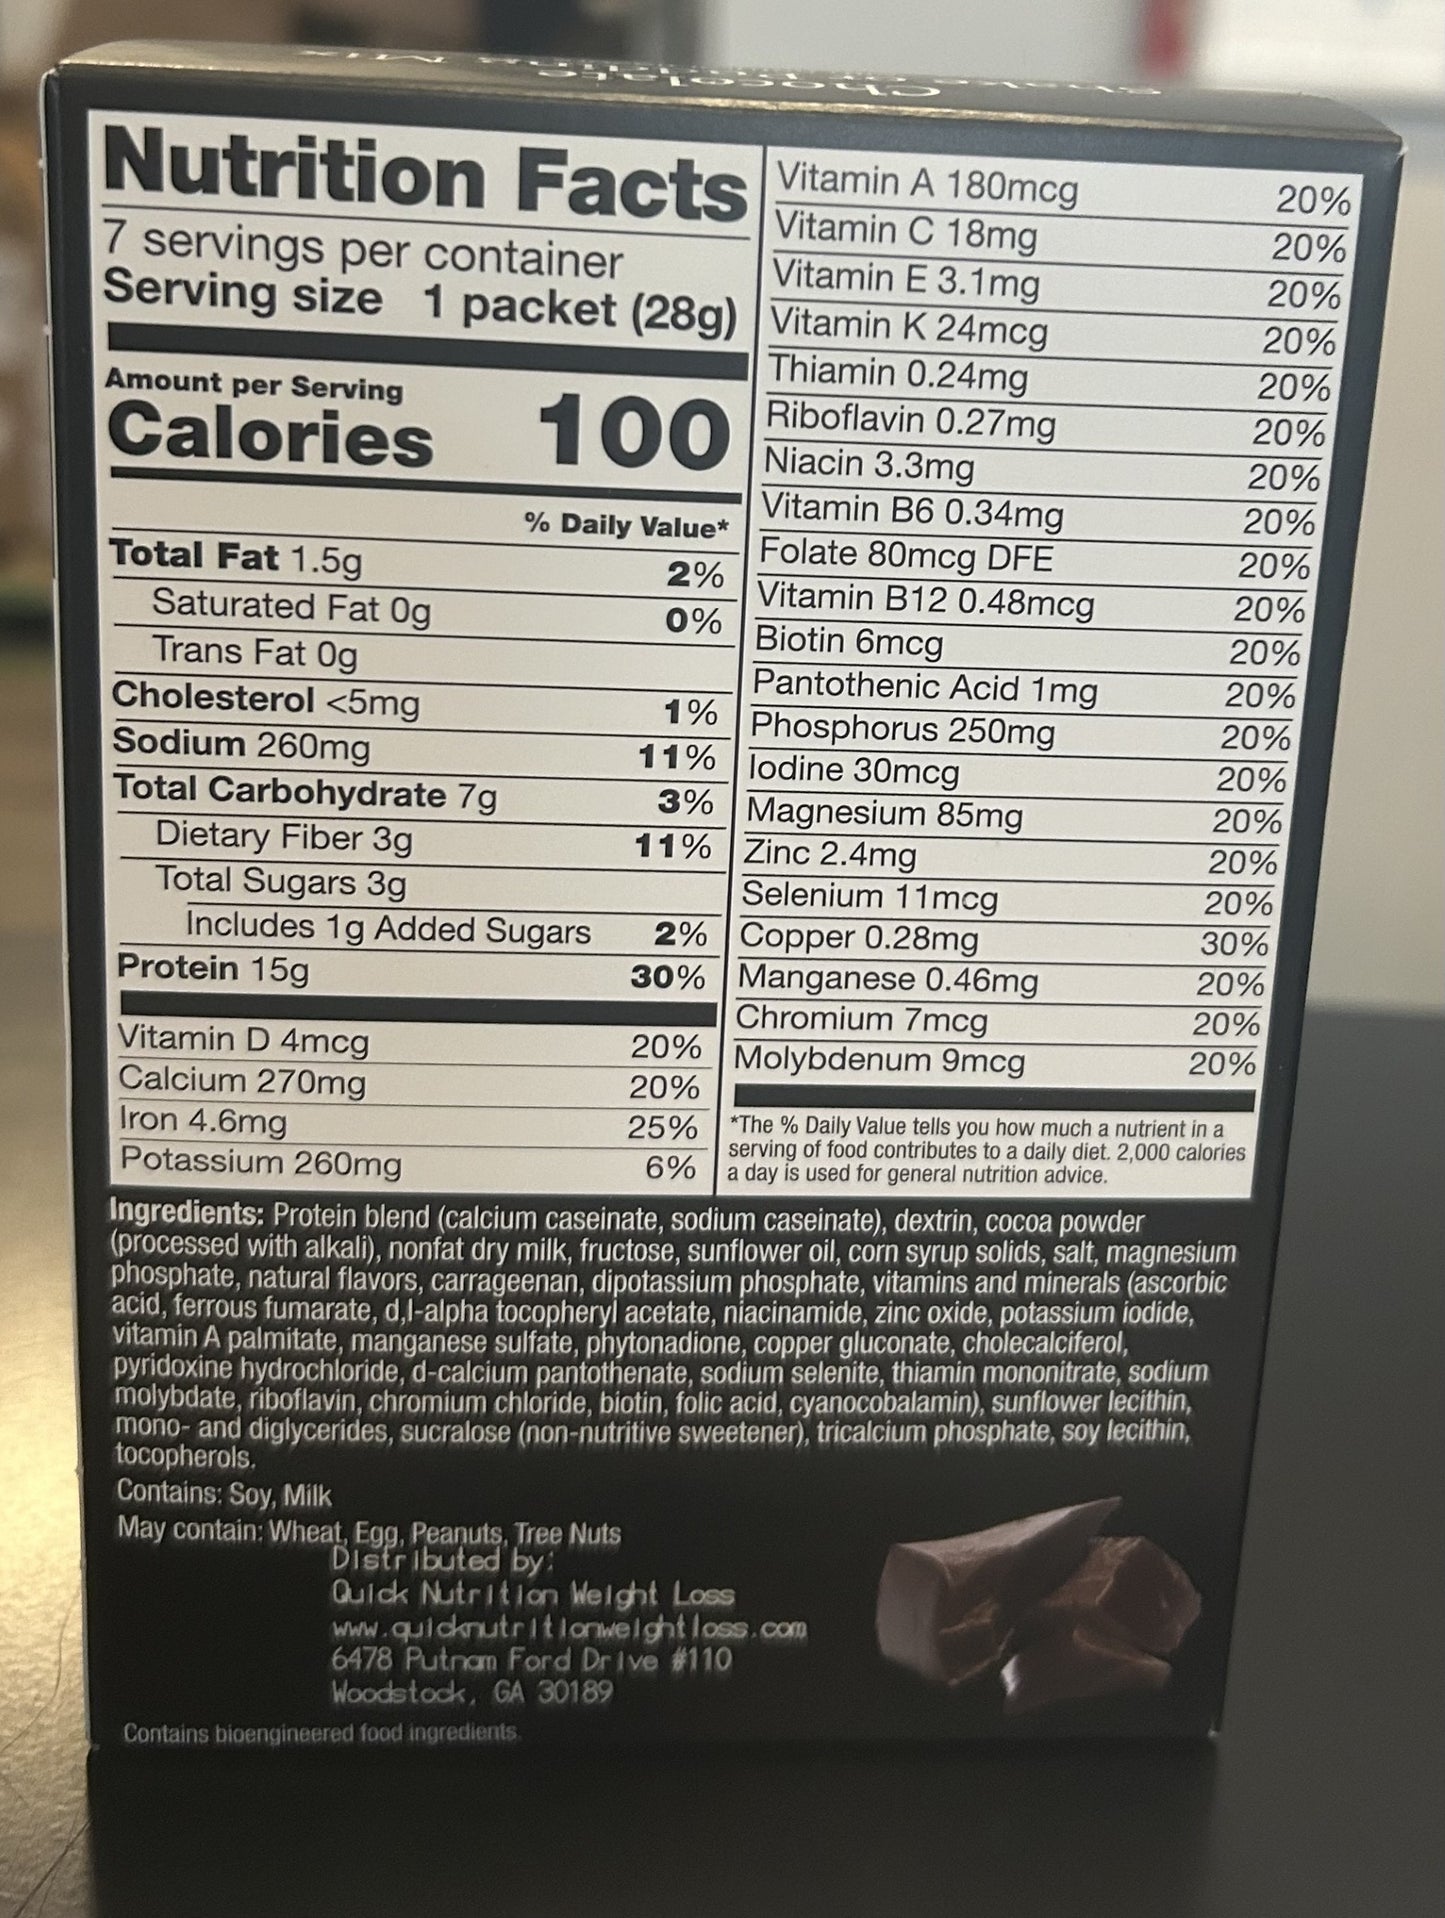 Chocolate
Nutrition Facts
7 servings per container
Serving size 1 packet (28g)
Amount per Serving
Calories 100
% Daily Value*
Total Fat 1.5g 2%
Saturated Fat 0g 0%
Trans Fat 0g
Cholesterol <5mg 1%
Sodium 260mg 11%
Total Carbohydrate 7g 3%
Dietary Fiber 3g 11%
Total Sugars 3g
Includes 1g Added Sugars 2%
Protein 15g 30%
Vitamin D 4mcg 20%
Calcium 270mg 20%
Iron 4.6mg 25%
Potassium 260mg 6%
Vitamin A 180mcg 20%
Vitamin C 18mg 20%
Vitamin E 3.1mg 20%
Vitamin K 24mcg 20%
Thiamin 0.24mg 20%
Riboflavin 0.27mg 20%
Niacin 3.3mg 20%
Vitamin B6 0.34mg 20%
Folate 80mcg DFE 20%
Vitamin B12 0.48mcg 20%
Biotin 6mcg 20%
Pantothenic Acid 1mg 20%
Phosphorus 250mg 20%
Iodine 30mcg 20%
Magnesium 85mg 20%
Zinc 2.4mg 20%
Selenium 11mcg 20%
Copper 0.28mg 30%
Manganese 0.46mg 20%
Chromium 7mcg 20%
Molybdenum 9mcg 20%
*The % Daily Value tells you how much a nutrient in a
serving of food contributes to a daily diet. 2,000 calories
a day is used for general nutrition advice.
Ingredients: Protein blend (calcium caseinate, sodium caseinate), dextrin, cocoa powder
(processed with alkali), nonfat dry milk, fructose, sunflower oil, corn syrup solids, salt, magnesium
phosphate, natural flavors, carrageenan, dipotassium phosphate, vitamins and minerals (ascorbic
acid, ferrous fumarate, d,l-alpha tocopheryl acetate, niacinamide, zinc oxide, potassium iodide,
vitamin A palmitate, manganese sulfate, phytonadione, copper gluconate, cholecalciferol,
pyridoxine hydrochloride, d-calcium pantothenate, sodium selenite, thiamin mononitrate, sodium
molybdate, riboflavin, chromium chloride, biotin, folic acid, cyanocobalamin), sunflower lecithin,
mono- and diglycerides, sucralose (non-nutritive sweetener), tricalcium phosphate, soy lecithin,
tocopherols.
Contains: Soy, Milk
May contain: Wheat, Egg, Peanuts, Tree Nuts
Distributed by:
Quick Nutrition Weight Loss
www.quicknutritionweightloss.com
6478 Putnam Ford Drive #110
Woodstock, GA 30189
Contains bioengineered food ingredients.